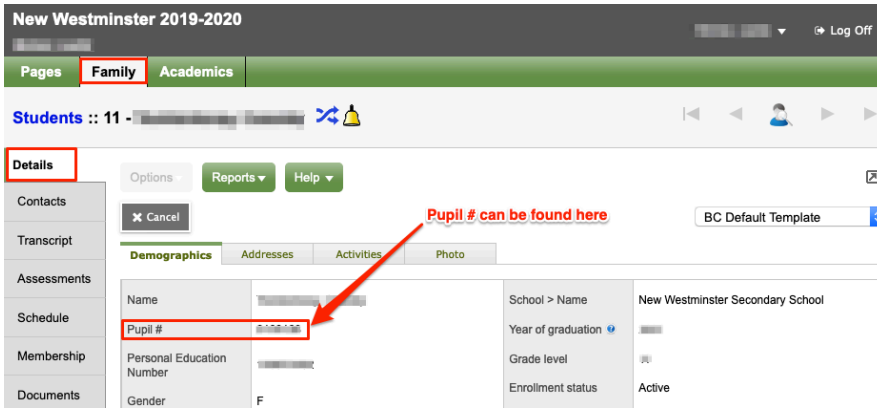 New Westminster 2019-2020
Log Off
Pages Family Academics
Students :: 11 -
Details
Contacts
Transcript
Assessments
Schedule
Membership
Documents
Options Reports Help
Cancel
Pupil # can be found here
BC Default Template
Demographics Addresses Activities Photo
Name
School > Name New Westminster Secondary School
Pupil #
Year of graduation
Personal Education
Number
Grade level
Enrollment status Active
Gender F